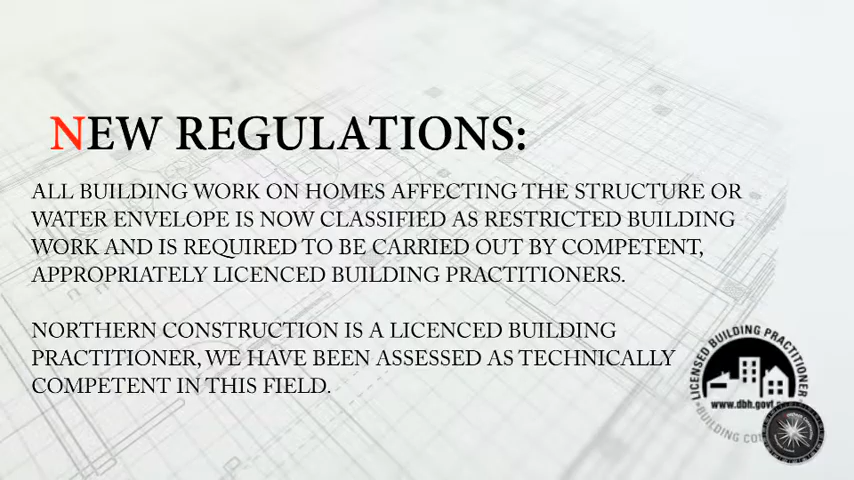 NEW REGULATIONS:
ALL BUILDING WORK ON HOMES AFFECTING THE STRUCTURE OR
WATER ENVELOPE IS NOW CLASSIFIED AS RESTRICTED BUILDING
WORK AND IS REQUIRED TO BE CARRIED OUT BY COMPETENT,
APPROPRIATELY LICENCED BUILDING PRACTITIONERS.
NORTHERN CONSTRUCTION IS A LICENCED BUILDING
PRACTITIONER, WE HAVE BEEN ASSESSED AS TECHNICALLY
COMPETENT IN THIS FIELD.
LICENSED BUILDING PRACTITIONER
www.dbh.govt
BUILDING